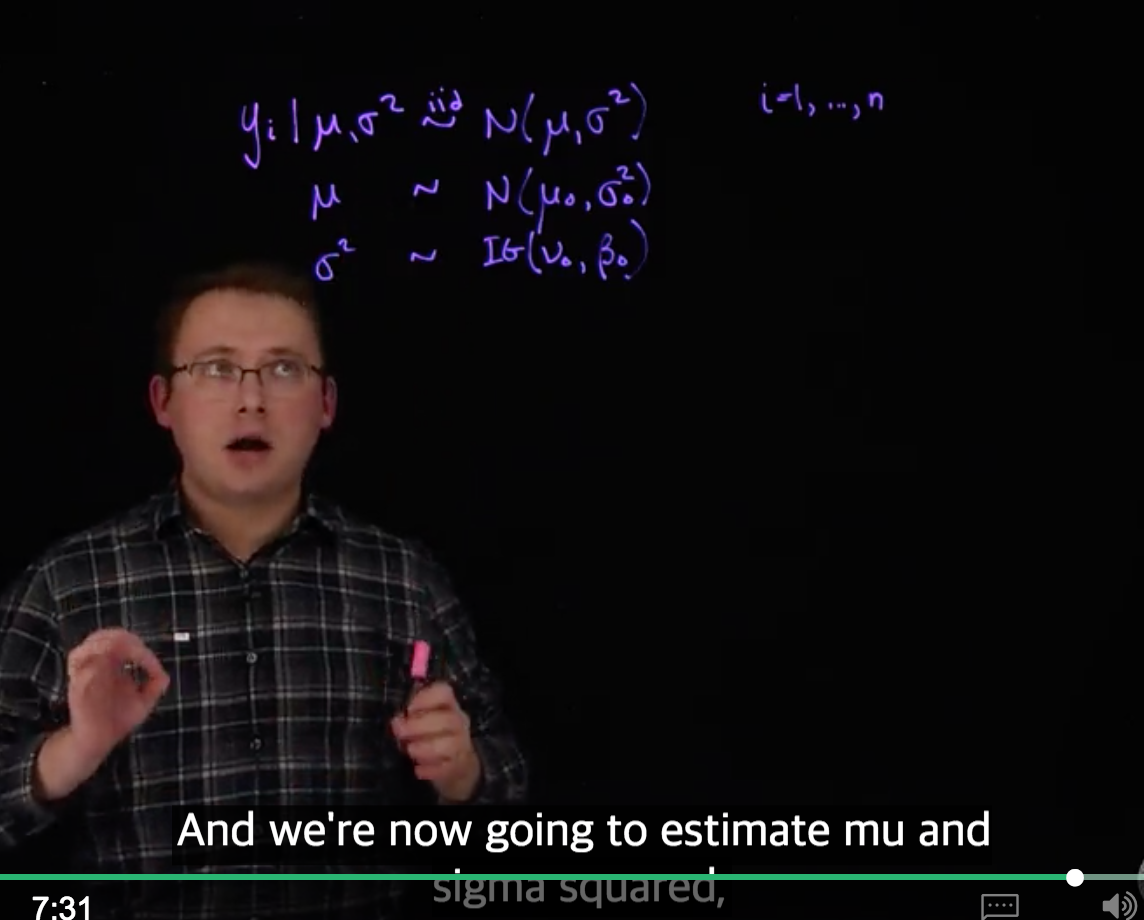 yᵢ | μ, σ² iid ~ N(μ, σ²) i=1, ..., n
μ ~ N(μ₀, σ₀²)
σ² ~ IG(ν₀, β₀)
And we're now going to estimate mu and
sigma squared,
7:31